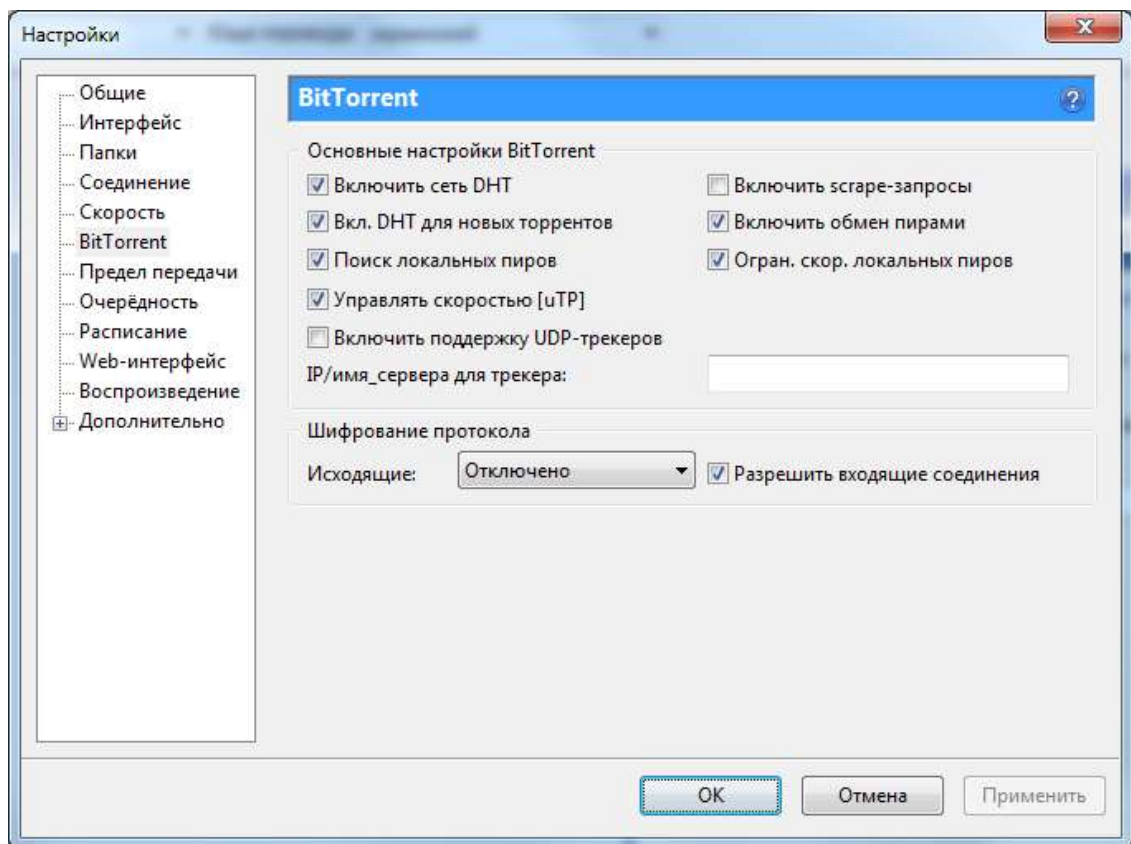 Настройки
Общие
Интерфейс
Папки
Соединение
Скорость
BitTorrent
Предел передачи
Очерёдность
Расписание
Web-интерфейс
Воспроизведение
Дополнительно
BitTorrent
Основные настройки BitTorrent
Включить сеть DHT
Включить scrape-запросы
Вкл. DHT для новых торрентов
Включить обмен пирами
Поиск локальных пиров
Огран. скор. локальных пиров
Управлять скоростью [uTP]
Включить поддержку UDP-трекеров
IP/имя_сервера для трекера:
Шифрование протокола
Исходящие:
Отключено
Разрешить входящие соединения
OK
Отмена
Применить